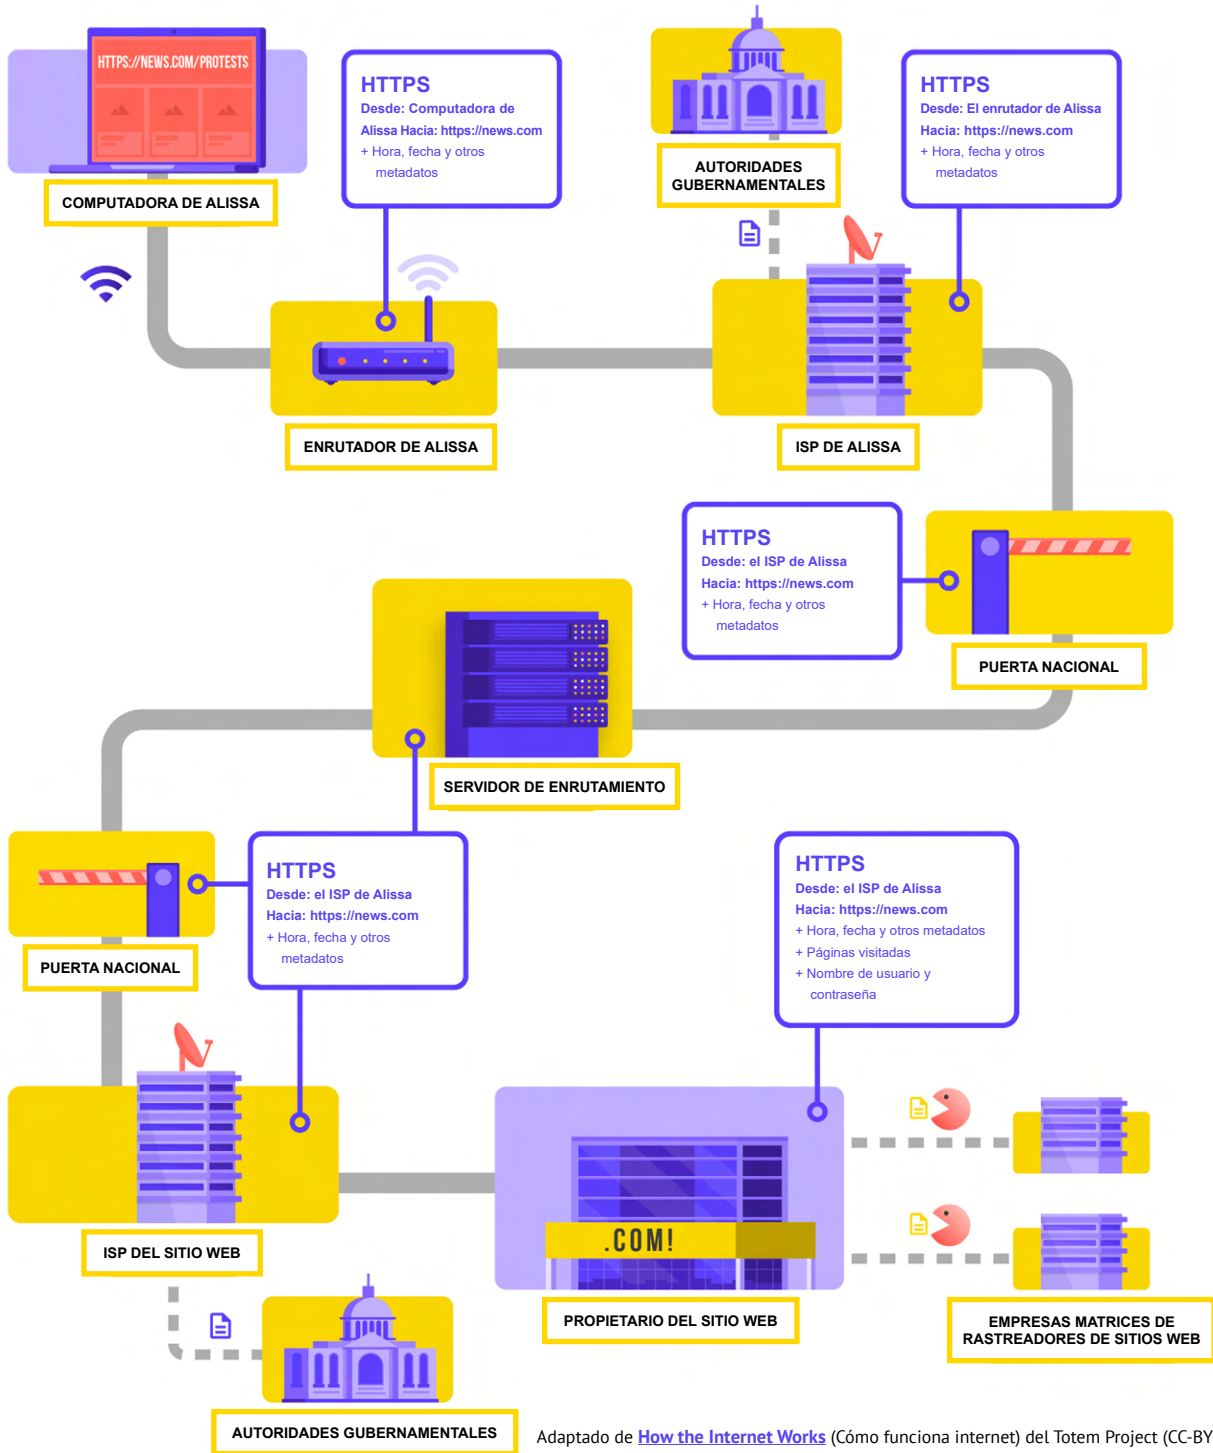 HTTPS://NEWS.COM/PROTESTS
COMPUTADORA DE ALISSA
HTTPS
Desde: Computadora de
Alissa Hacia: https://news.com
+ Hora, fecha y otros
metadatos
AUTORIDADES
GUBERNAMENTALES
HTTPS
Desde: El enrutador de Alissa
Hacia: https://news.com
+ Hora, fecha y otros
metadatos
ENRUTADOR DE ALISSA
ISP DE ALISSA
HTTPS
Desde: el ISP de Alissa
Hacia: https://news.com
+ Hora, fecha y otros
metadatos
PUERTA NACIONAL
SERVIDOR DE ENRUTAMIENTO
HTTPS
Desde: el ISP de Alissa
Hacia: https://news.com
+ Hora, fecha y otros
metadatos
PUERTA NACIONAL
HTTPS
Desde: el ISP de Alissa
Hacia: https://news.com
+ Hora, fecha y otros metadatos
+ Páginas visitadas
+ Nombre de usuario y
contraseña
.COM!
ISP DEL SITIO WEB
PROPIETARIO DEL SITIO WEB
EMPRESAS MATRICES DE
RASTREADORES DE SITIOS WEB
AUTORIDADES GUBERNAMENTALES
Adaptado de How the Internet Works (Cómo funciona internet) del Totem Project (CC-BY